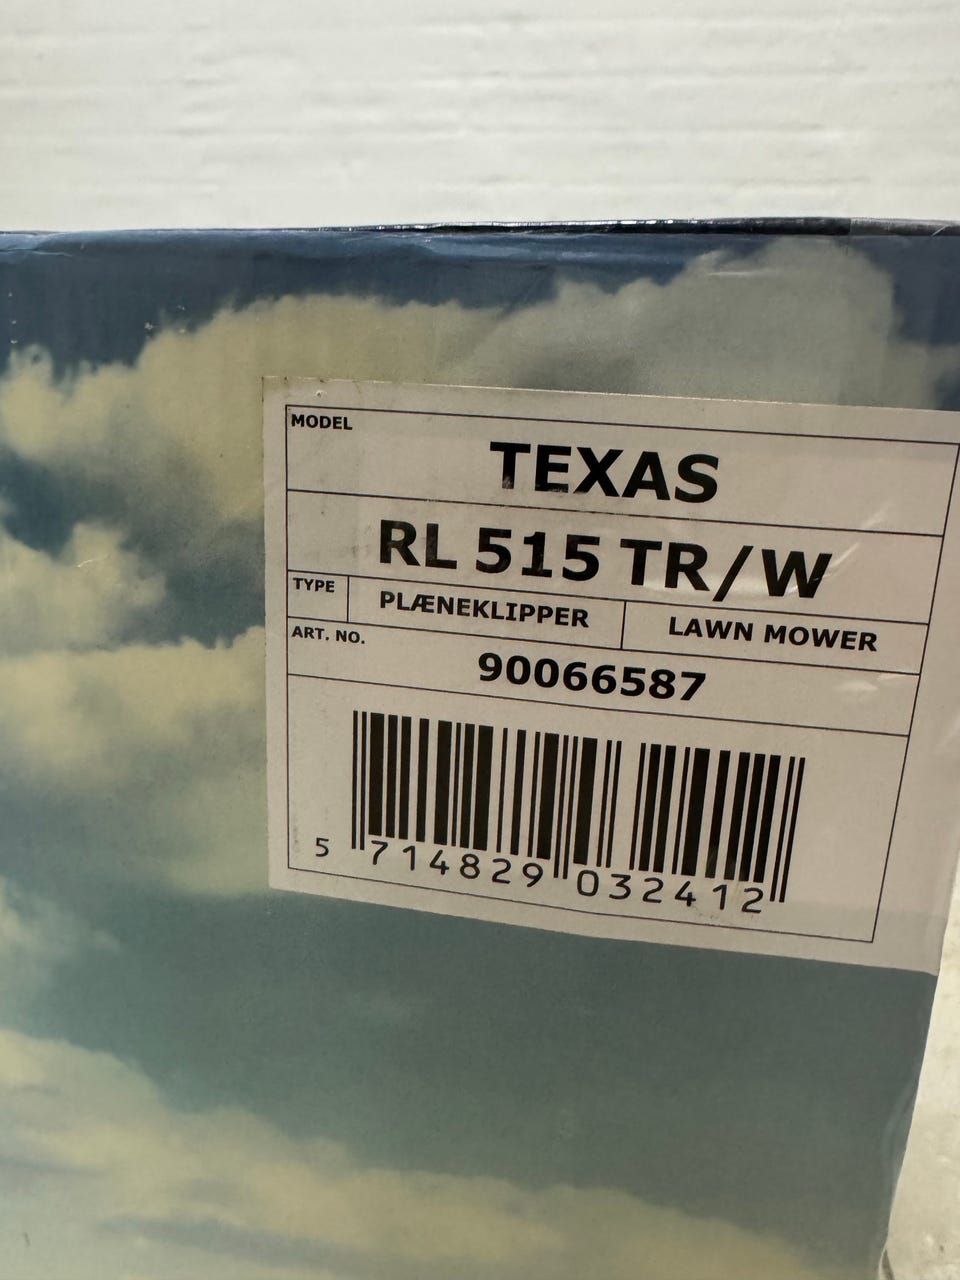 MODEL
TEXAS
RL 515 TR/W
TYPE PLÆNEKLIPPER LAWN MOWER
ART. NO.
90066587
5 714829 032412